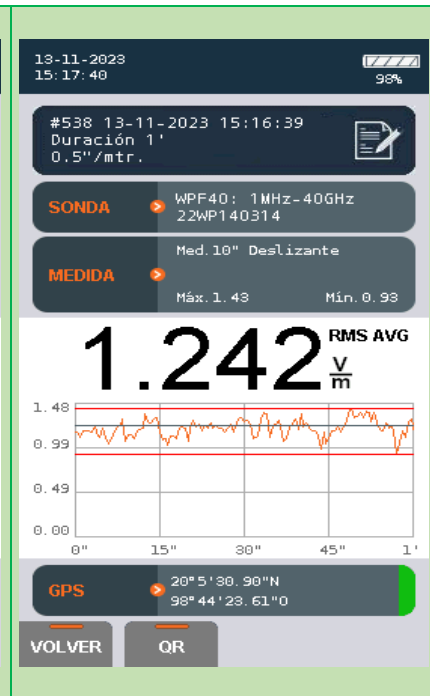 13-11-2023
15:17:40
98%
#538 13-11-2023 15:16:39
Duración 1'
0.5"/mtr.
SONDA
WPF40: 1MHz-40GHz
22WP140314
MEDIDA
Med.10" Deslizante
Máx.1.43 Mín.0.93
1.242 RMS AVG
V/m
1.48
0.99
0.49
0.00
0" 15" 30" 45" 1'
GPS
20°5'30.90"N
98°44'23.61"O
VOLVER QR